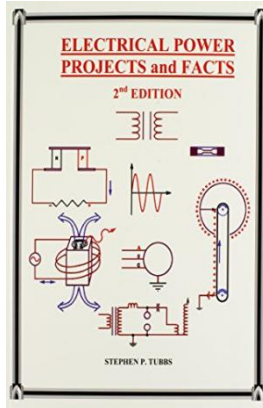 ELECTRICAL POWER
PROJECTS and FACTS
2nd EDITION
STEPHEN P. TUBBS